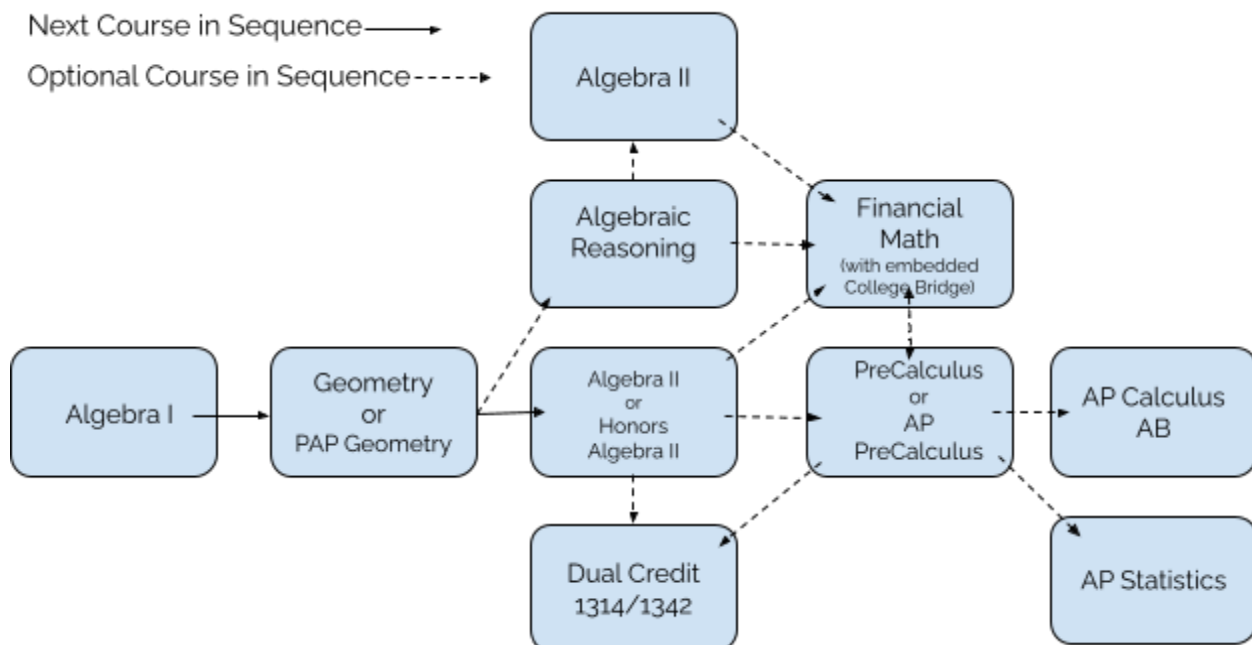 Next Course in Sequence
Optional Course in Sequence
Algebra II
Algebraic
Reasoning
Financial
Math
(with embedded
College Bridge)
Algebra I
Geometry
or
PAP Geometry
Algebra II
or
Honors
Algebra II
PreCalculus
or
AP
PreCalculus
AP Calculus
AB
Dual Credit
1314/1342
AP Statistics